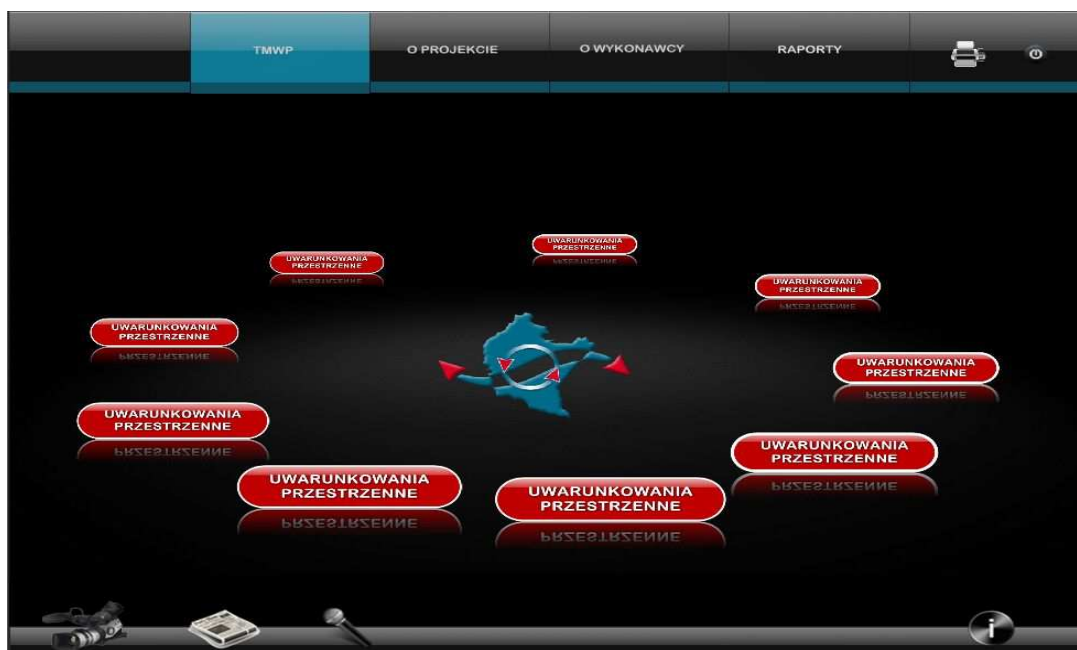 TMWP
O PROJEKCIE
O WYKONAWCY
RAPORTY
UWARUNKOWANIA
PRZESTRZENNE
UWARUNKOWANIA
PRZESTRZENNE
UWARUNKOWANIA
PRZESTRZENNE
UWARUNKOWANIA
PRZESTRZENNE
UWARUNKOWANIA
PRZESTRZENNE
UWARUNKOWANIA
PRZESTRZENNE
UWARUNKOWANIA
PRZESTRZENNE
UWARUNKOWANIA
PRZESTRZENNE
UWARUNKOWANIA
PRZESTRZENNE
i